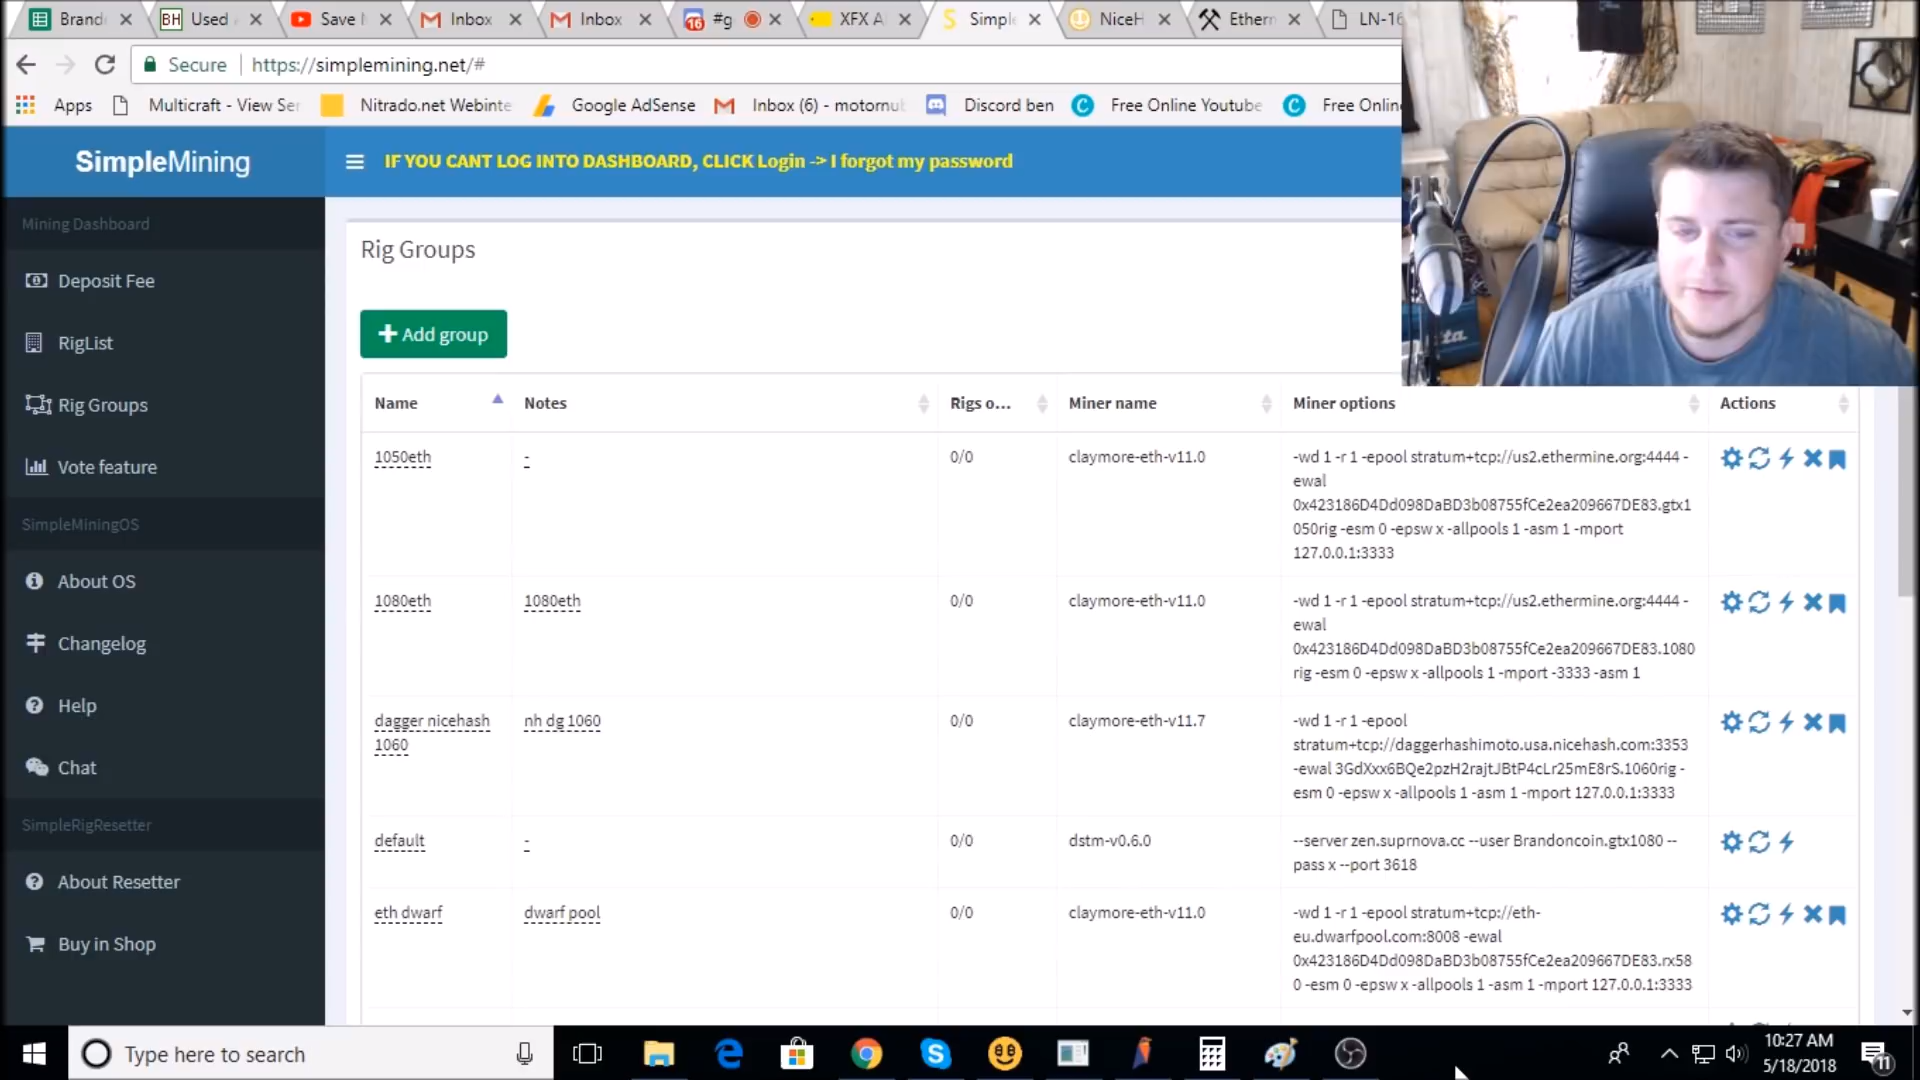 Brand
BH Used
Save
Inbox
Inbox
16 #g
XFX A
S Simple
NiceH
Ethern
LN-16
Secure https://simplemining.net/#
Apps Multicraft - View Ser Nitrado.net Webinte Google AdSense Inbox (6) - motornu Discord ben Free Online Youtube Free Onlin
SimpleMining
IF YOU CANT LOG INTO DASHBOARD, CLICK Login -> I forgot my password
Mining Dashboard
Deposit Fee
RigList
Rig Groups
Vote feature
SimpleMiningOS
About OS
Changelog
Help
Chat
SimpleRigResetter
About Resetter
Buy in Shop
Rig Groups
Add group
Name Notes Rigs o... Miner name Miner options Actions
1050eth - 0/0 claymore-eth-v11.0 -wd 1 -r 1 -epool stratum+tcp://us2.ethermine.org:4444 -
ewal
0x423186D4Dd098DaBD3b08755fCe2ea209667DE83.gtx1
050rig -esm 0 -epsw x -allpools 1 -asm 1 -mport
127.0.0.1:3333
1080eth 1080eth 0/0 claymore-eth-v11.0 -wd 1 -r 1 -epool stratum+tcp://us2.ethermine.org:4444 -
ewal
0x423186D4Dd098DaBD3b08755fCe2ea209667DE83.1080
rig -esm 0 -epsw x -allpools 1 -mport -3333 -asm 1
dagger nicehash nh dg 1060 0/0 claymore-eth-v11.7 -wd 1 -r 1 -epool
1060 stratum+tcp://daggerhashimoto.usa.nicehash.com:3353
-ewal 3GdXxx6BQe2pzH2rajtJBtP4cLr25mE8rS.1060rig -
esm 0 -epsw x -allpools 1 -asm 1 -mport 127.0.0.1:3333
default - 0/0 dstm-v0.6.0 --server zen.suprnova.cc --user Brandoncoin.gtx1080 --
pass x --port 3618
eth dwarf dwarf pool 0/0 claymore-eth-v11.0 -wd 1 -r 1 -epool stratum+tcp://eth-
eu.dwarfpool.com:8008 -ewal
0x423186D4Dd098DaBD3b08755fCe2ea209667DE83.rx58
0 -esm 0 -epsw x -allpools 1 -asm 1 -mport 127.0.0.1:3333
Type here to search
10:27 AM
5/18/2018
11